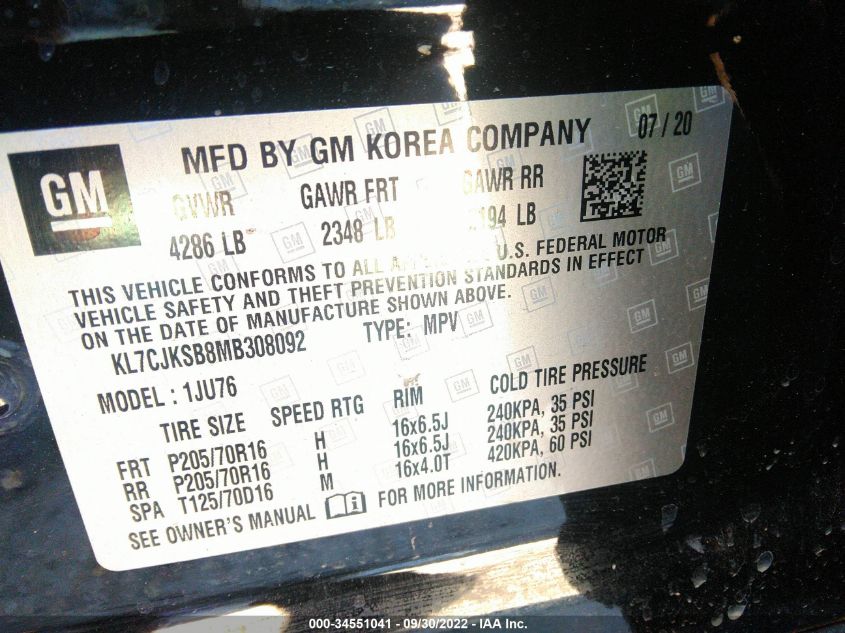 GM
MFD BY GM KOREA COMPANY 07 / 20
GVWR GAWR FRT GAWR RR
4286 LB 2348 LB LB
THIS VEHICLE CONFORMS TO ALL U.S. FEDERAL MOTOR
VEHICLE SAFETY AND THEFT PREVENTION STANDARDS IN EFFECT
ON THE DATE OF MANUFACTURE SHOWN ABOVE.
KL7CJKSB8MB308092 TYPE: MPV
MODEL : 1JU76
TIRE SIZE SPEED RTG RIM COLD TIRE PRESSURE
FRT P205/70R16 H 16x6.5J 240KPA, 35 PSI
RR P205/70R16 H 16x6.5J 240KPA, 35 PSI
SPA T125/70D16 M 16x4.0T 420KPA, 60 PSI
SEE OWNER'S MANUAL FOR MORE INFORMATION.
000-34551041 - 09/30/2022 - IAA Inc.